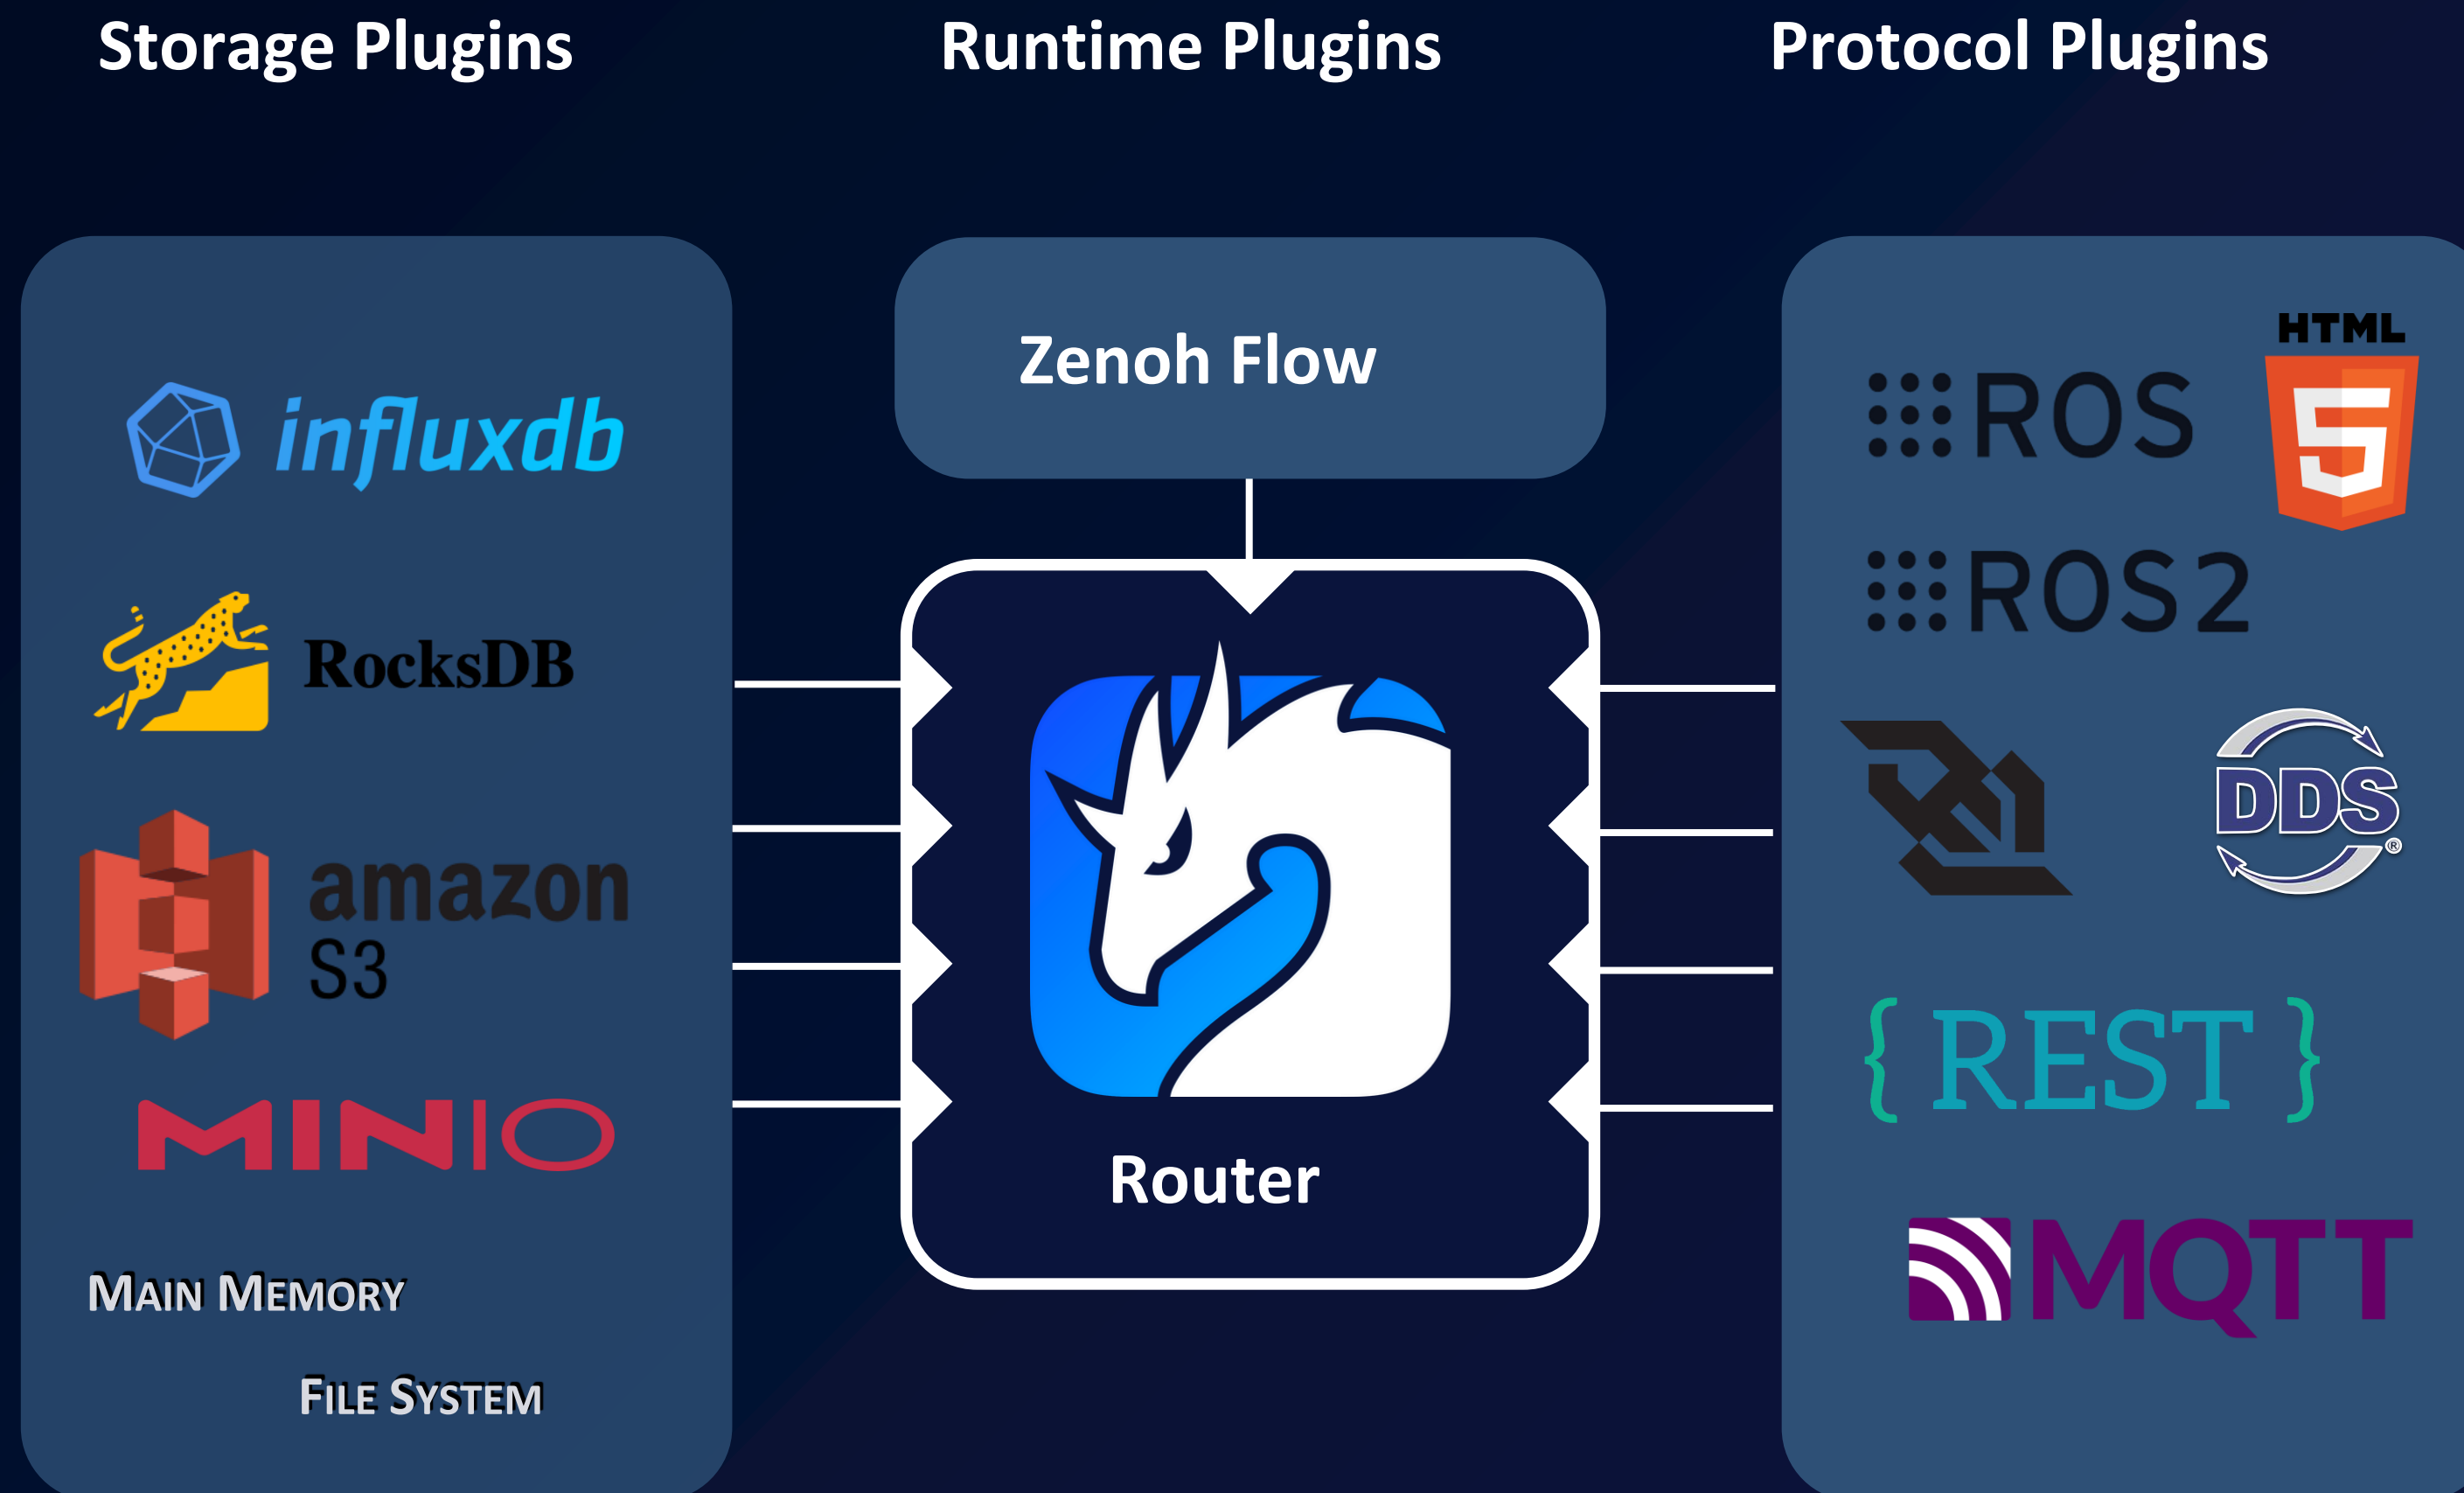 Storage Plugins
Runtime Plugins
Protocol Plugins
influxdb
RocksDB
amazon
S3
MINIO
MAIN MEMORY
FILE SYSTEM
Zenoh Flow
Router
HTML
5
ROS
ROS2
DDS®
{ REST }
MQTT